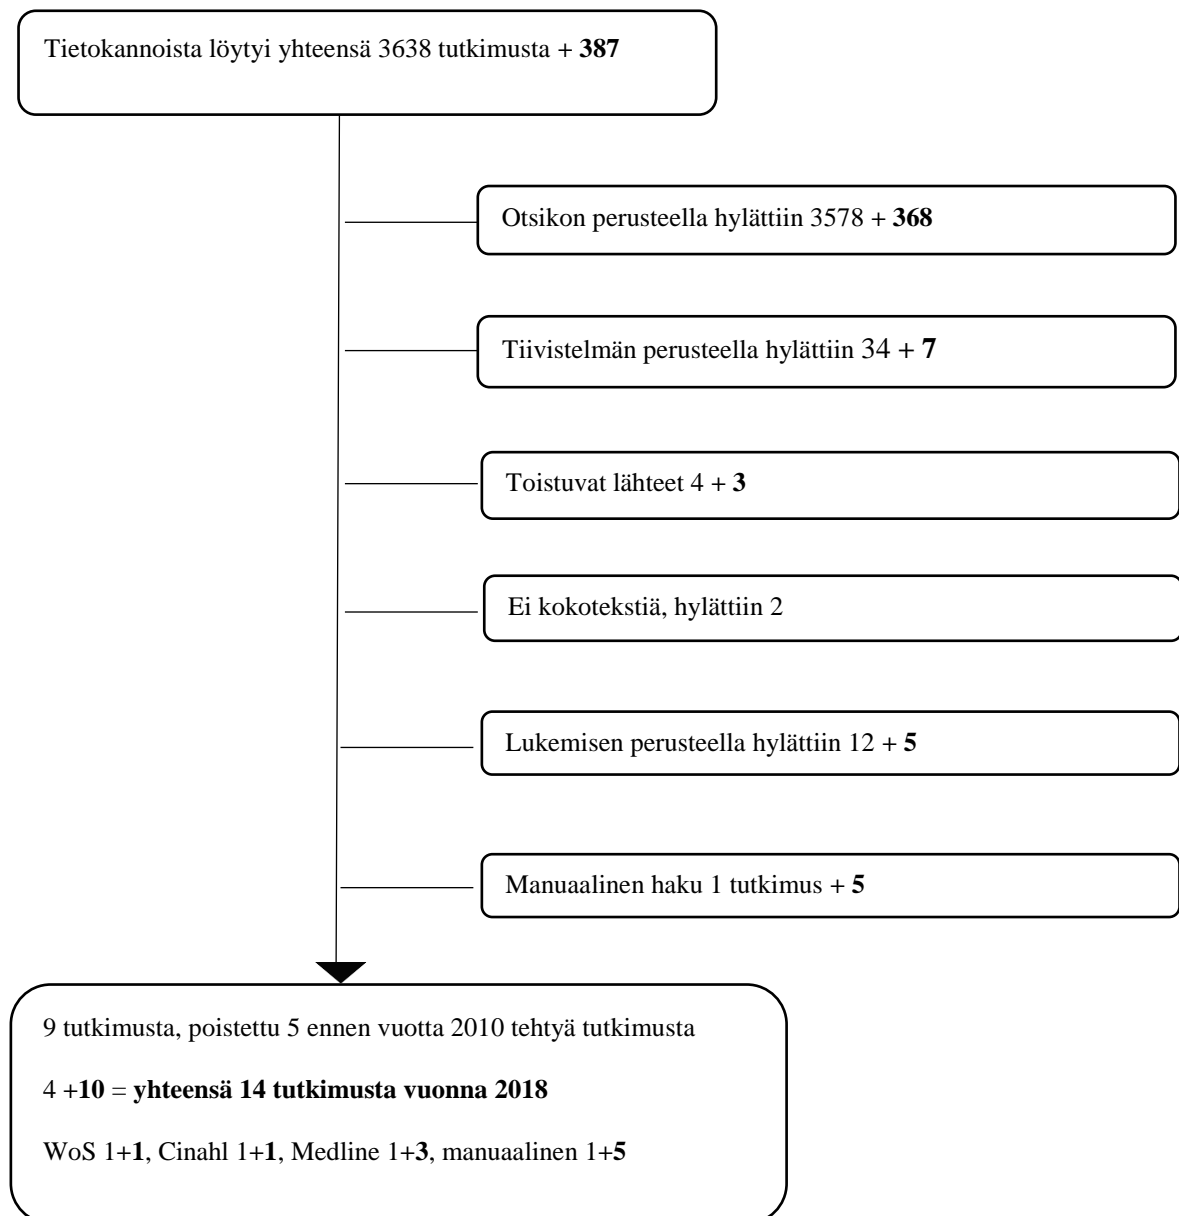 Tietokannoista löytyi yhteensä 3638 tutkimusta + 387
Otsikon perusteella hylättiin 3578 + 368
Tiivistelmän perusteella hylättiin 34 + 7
Toistuvat lähteet 4 + 3
Ei kokotekstiä, hylättiin 2
Lukemisen perusteella hylättiin 12 + 5
Manuaalinen haku 1 tutkimus + 5
9 tutkimusta, poistettu 5 ennen vuotta 2010 tehtyä tutkimusta
4 +10 = yhteensä 14 tutkimusta vuonna 2018
WoS 1+1, Cinahl 1+1, Medline 1+3, manuaalinen 1+5